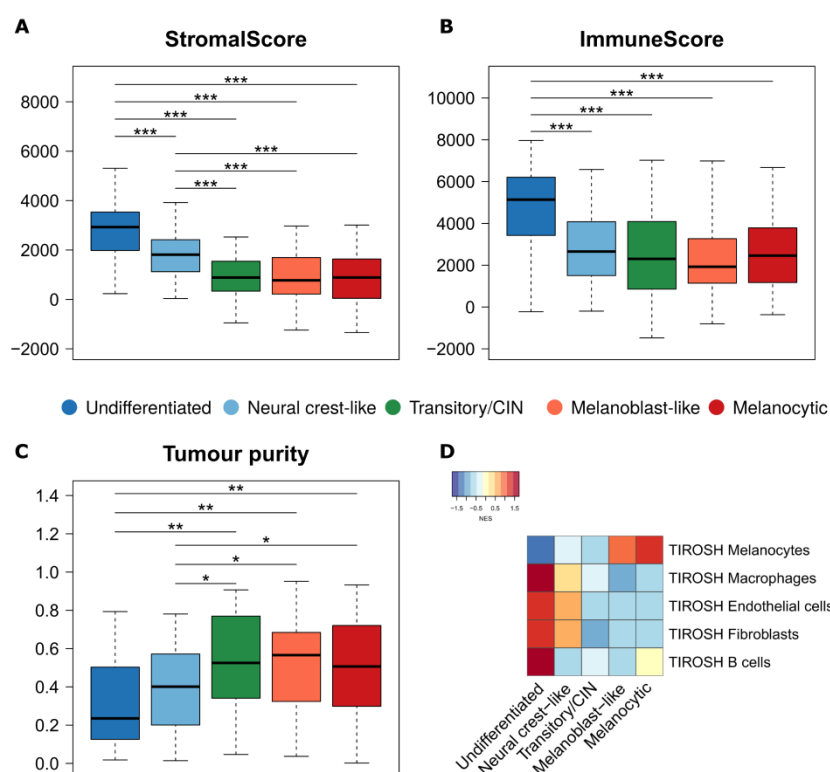 A
StromalScore
8000
6000
4000
2000
0
−2000
***
***
***
***
***
***
***
B
ImmuneScore
10000
8000
6000
4000
2000
0
−2000
***
***
***
***
Undifferentiated
Neural crest-like
Transitory/CIN
Melanoblast-like
Melanocytic
C
Tumour purity
1.4
1.2
1.0
0.8
0.6
0.4
0.2
0.0
**
**
**
*
*
*
D
−1.5 −0.5 0.5 1.5
NES
TIROSH Melanocytes
TIROSH Macrophages
TIROSH Endothelial cells
TIROSH Fibroblasts
TIROSH B cells
Undifferentiated
Neural crest−like
Transitory/CIN
Melanoblast−like
Melanocytic